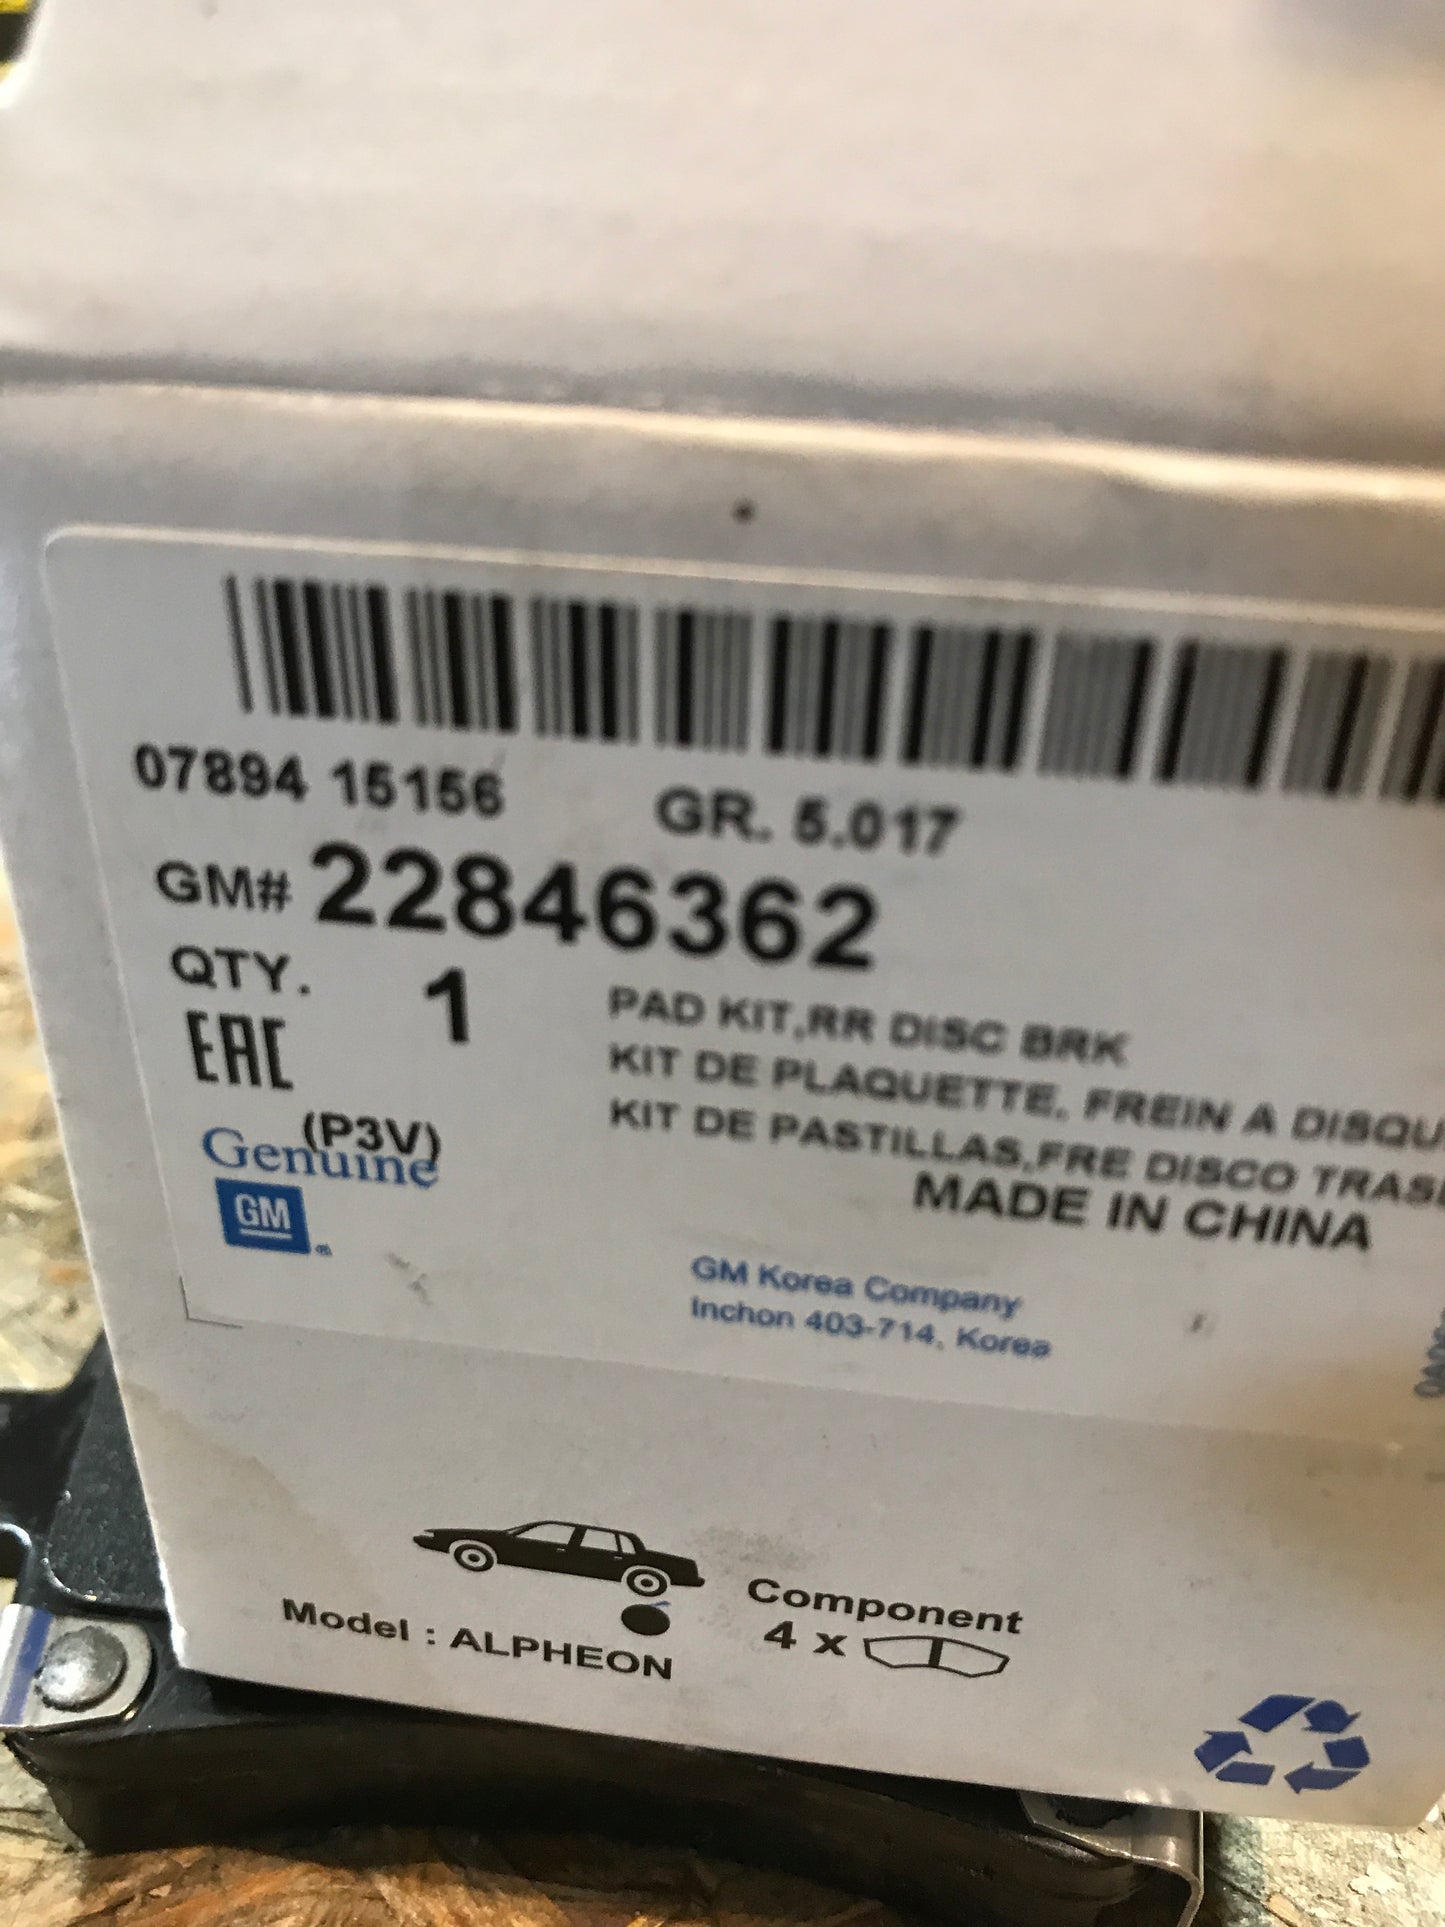 07894 15156 GR. 5.017
GM# 22846362
QTY. 1
PAD KIT,RR DISC BRK
EAC
KIT DE PLAQUETTE, FREIN A DISQU
KIT DE PASTILLAS,FRE DISCO TRAS
(P3V)
Genuine
MADE IN CHINA
GM
GM Korea Company
Inchon 403-714, Korea
Component
4 x
Model : ALPHEON